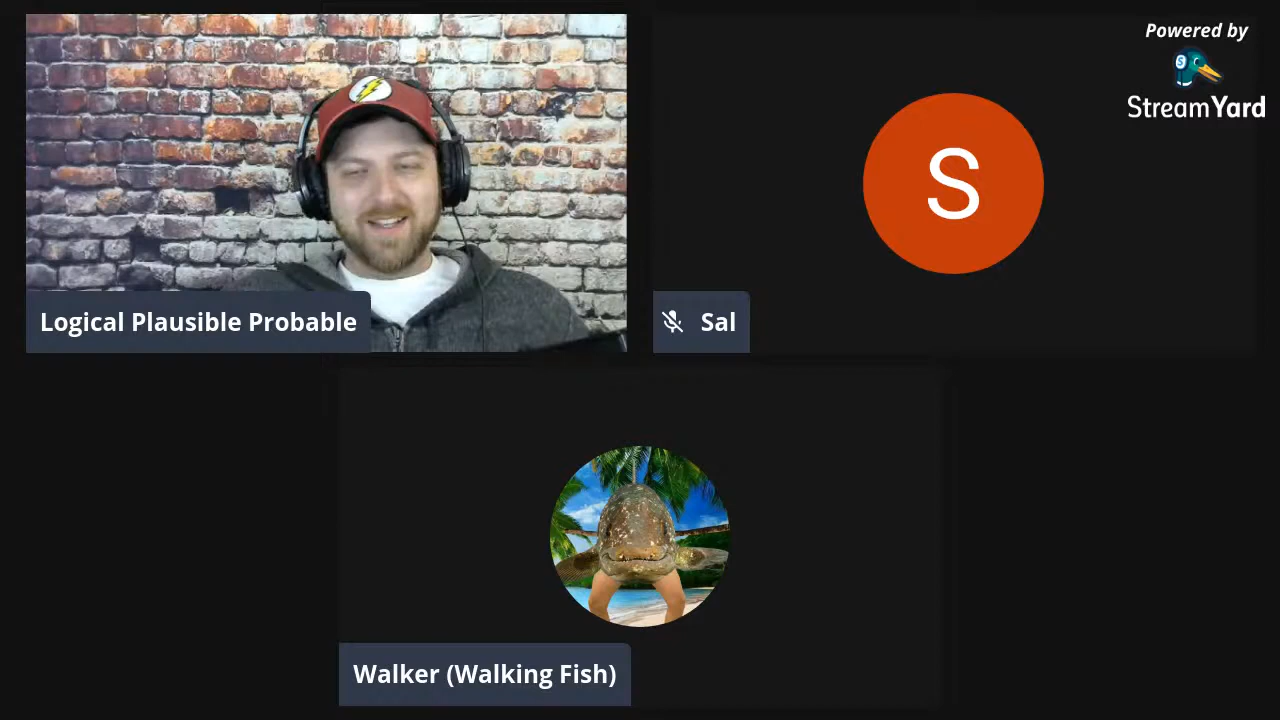 Powered by
StreamYard
S
Logical Plausible Probable
Sal
Walker (Walking Fish)